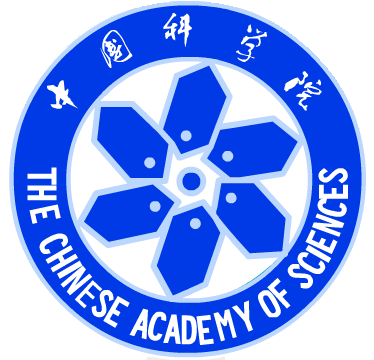 中国科学院
THE CHINESE ACADEMY OF SCIENCES